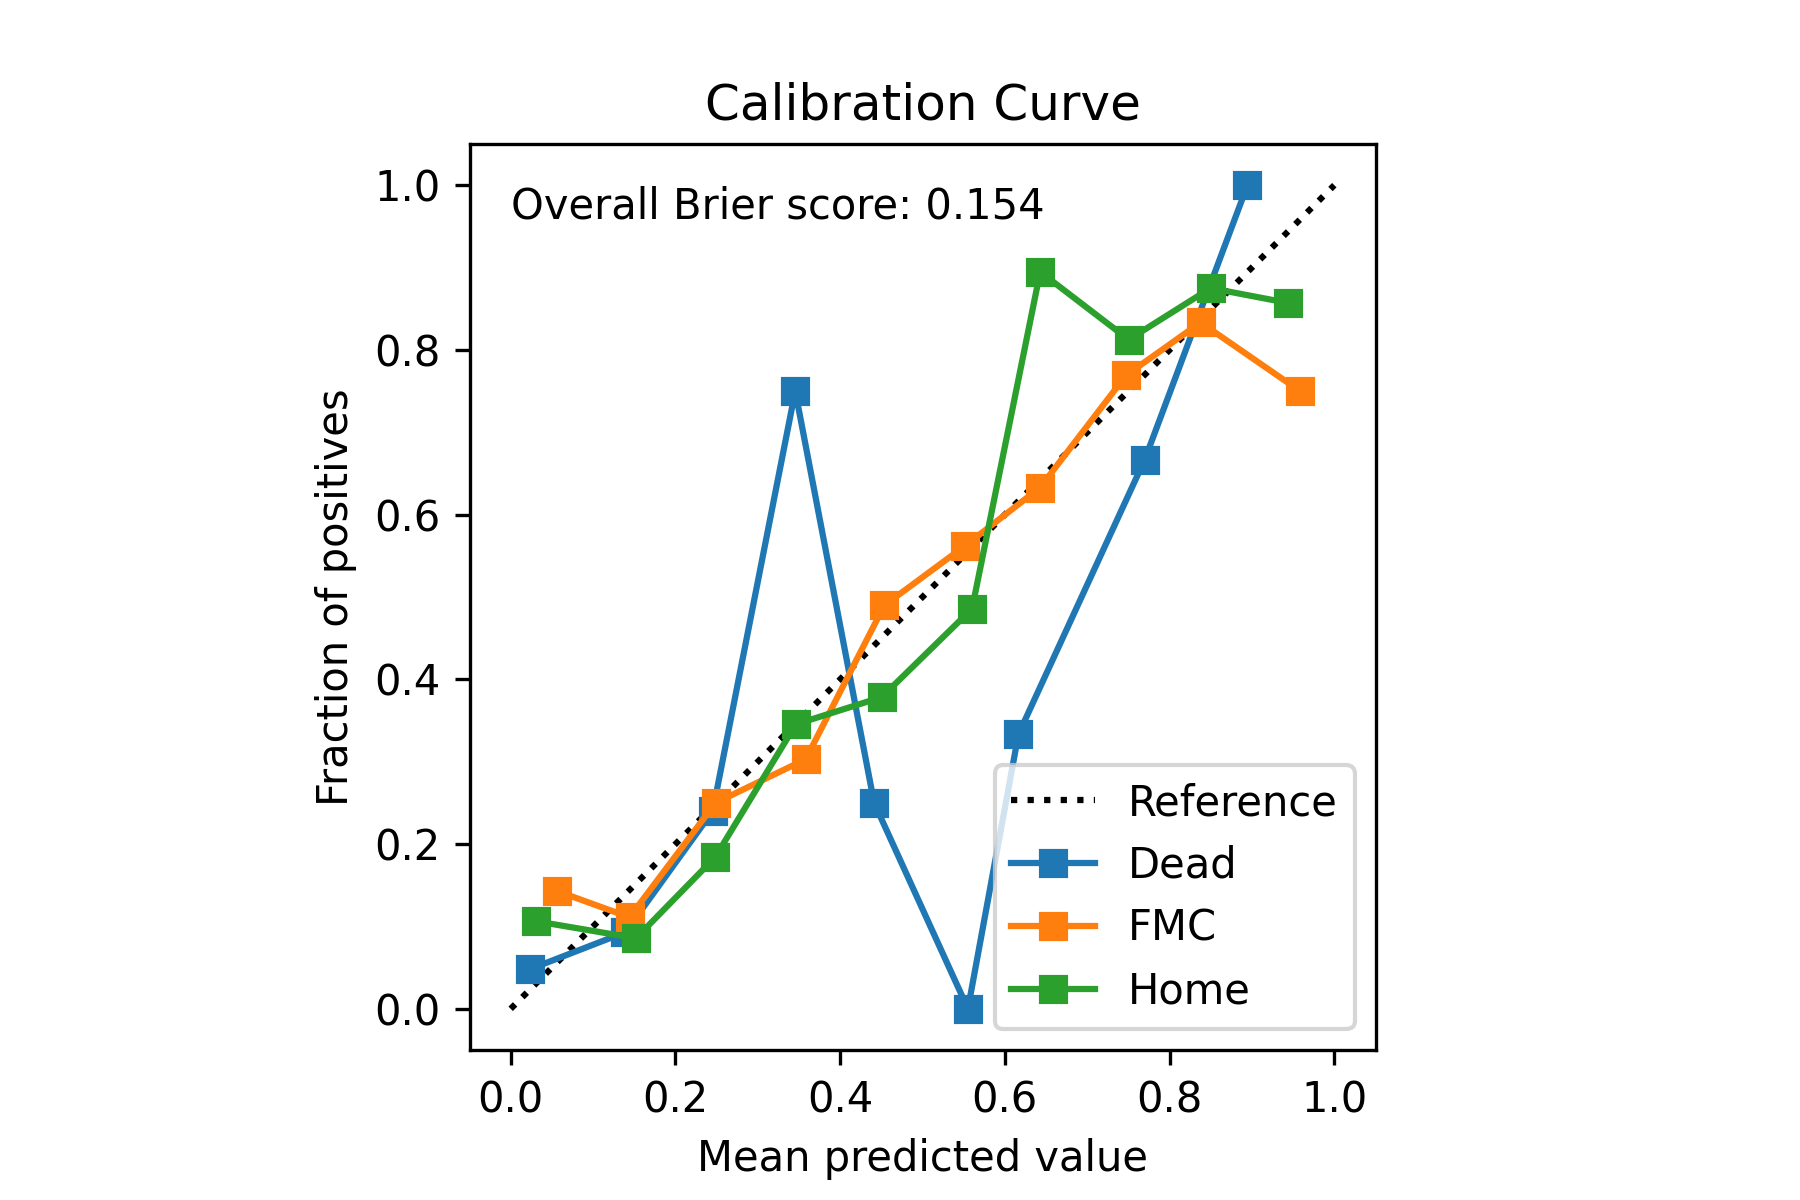 Calibration Curve
Overall Brier score: 0.154
Fraction of positives
1.0
0.8
0.6
0.4
0.2
0.0
Reference
Dead
FMC
Home
0.0 0.2 0.4 0.6 0.8 1.0
Mean predicted value